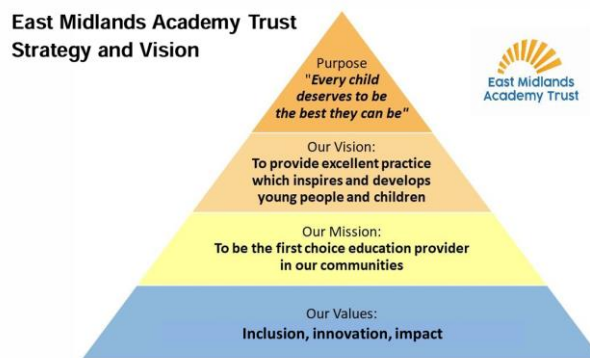 East Midlands Academy Trust
Strategy and Vision
East Midlands
Academy Trust
Purpose
"Every child
deserves to be
the best they can be"
Our Vision:
To provide excellent practice
which inspires and develops
young people and children
Our Mission:
To be the first choice education provider
in our communities
Our Values:
Inclusion, innovation, impact